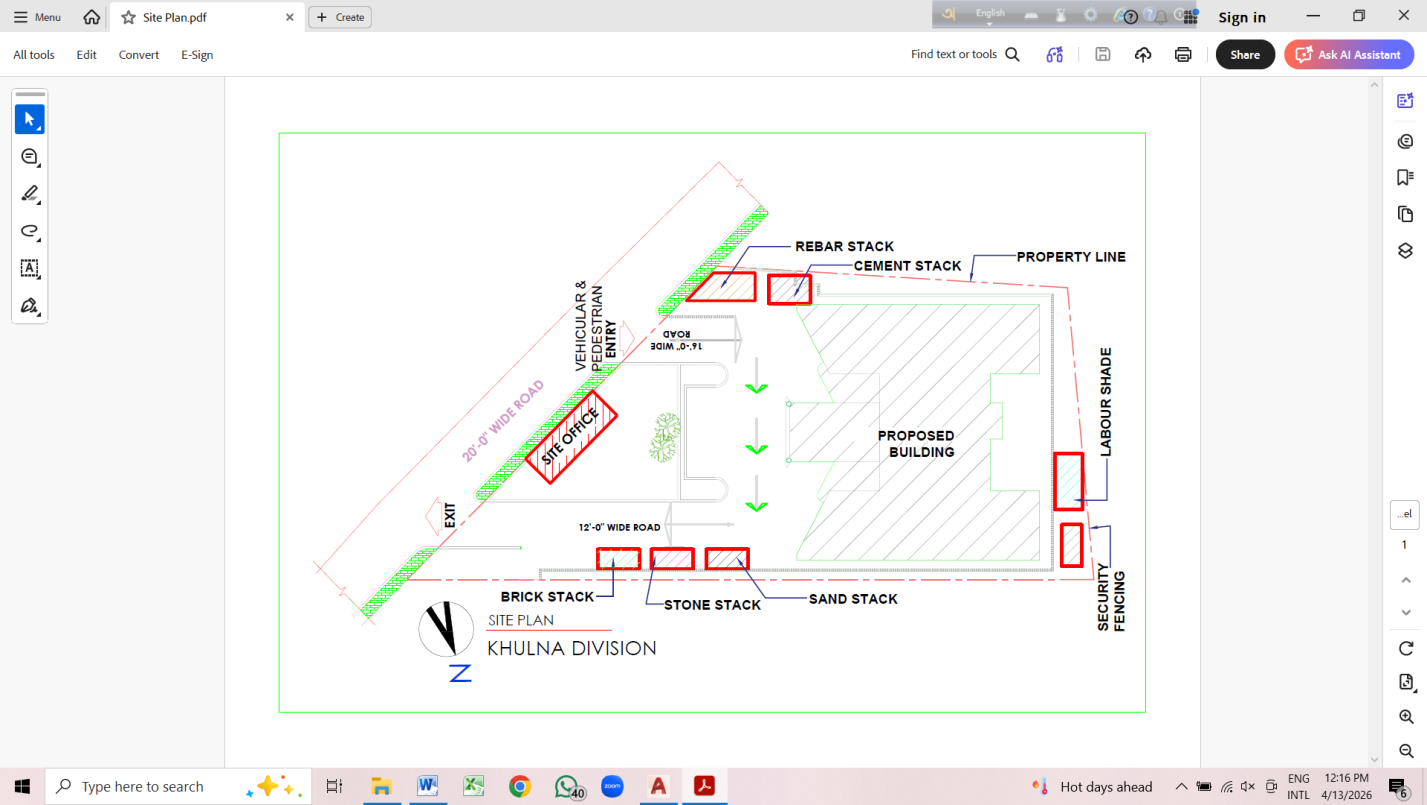 Menu
Site Plan.pdf
Create
English
Sign in
All tools
Edit
Convert
E-Sign
Find text or tools
Share
Ask AI Assistant
REBAR STACK
CEMENT STACK
PROPERTY LINE
VEHICULAR &
PEDESTRIAN
ENTRY
16'-0" WIDE
ROAD
20'-0" WIDE ROAD
SITE OFFICE
PROPOSED
BUILDING
LABOUR SHADE
EXIT
12'-0" WIDE ROAD
BRICK STACK
STONE STACK
SAND STACK
SECURITY
FENCING
SITE PLAN
KHULNA DIVISION
N
...el
1
Type here to search
40
zoom
Hot days ahead
ENG
INTL
12:16 PM
4/13/2026
6